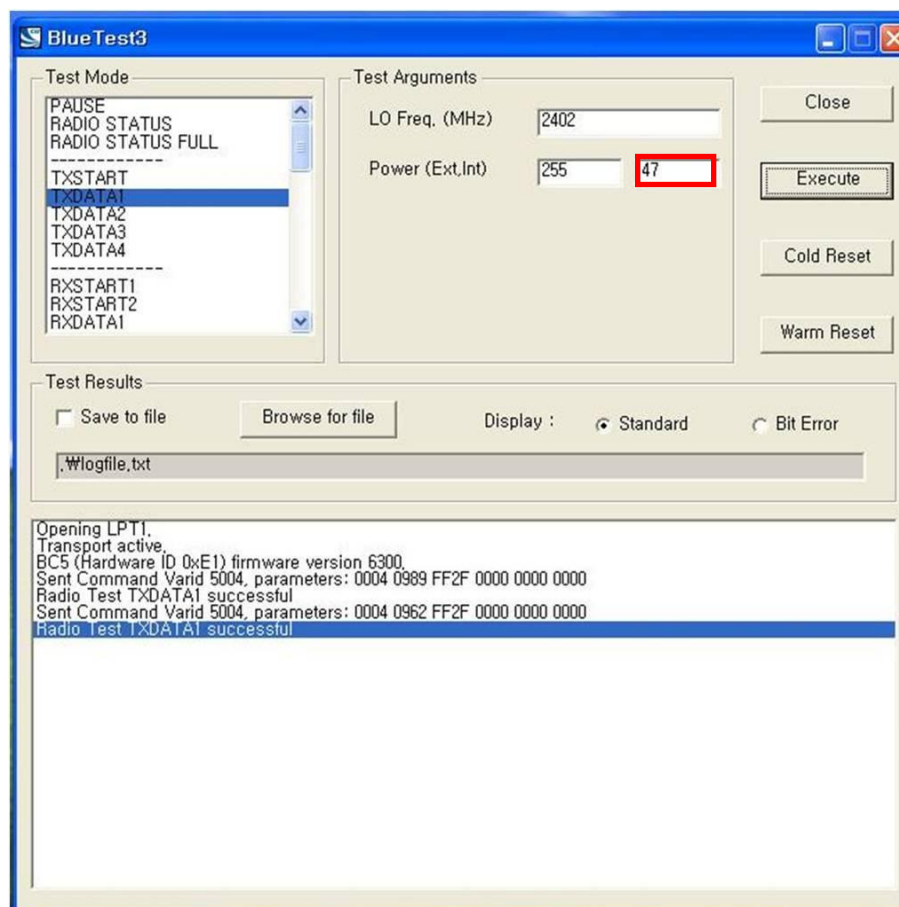 BlueTest3
Test Mode
PAUSE
RADIO STATUS
RADIO STATUS FULL
------------
TXSTART
TXDATA1
TXDATA2
TXDATA3
TXDATA4
------------
RXSTART1
RXSTART2
RXDATA1
Test Arguments
LO Freq. (MHz) 2402
Power (Ext,Int) 255 47
Close
Execute
Cold Reset
Warm Reset
Test Results
Save to file Browse for file Display : Standard Bit Error
.₩logfile.txt
Opening LPT1.
Transport active.
BC5 (Hardware ID 0xE1) firmware version 6300.
Sent Command Varid 5004, parameters: 0004 0989 FF2F 0000 0000 0000
Radio Test TXDATA1 successful
Sent Command Varid 5004, parameters: 0004 0962 FF2F 0000 0000 0000
Radio Test TXDATA1 successful